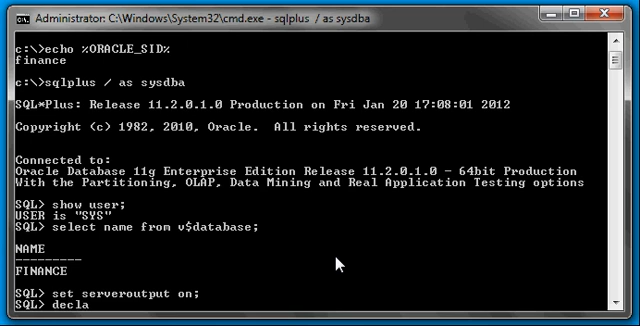 Administrator: C:\Windows\System32\cmd.exe - sqlplus / as sysdba
c:\>echo %ORACLE_SID%
finance
c:\>sqlplus / as sysdba
SQL*Plus: Release 11.2.0.1.0 Production on Fri Jan 20 17:08:01 2012
Copyright (c) 1982, 2010, Oracle.  All rights reserved.
Connected to:
Oracle Database 11g Enterprise Edition Release 11.2.0.1.0 - 64bit Production
With the Partitioning, OLAP, Data Mining and Real Application Testing options
SQL> show user;
USER is "SYS"
SQL> select name from v$database;
NAME
---------
FINANCE
SQL> set serveroutput on;
SQL> decla